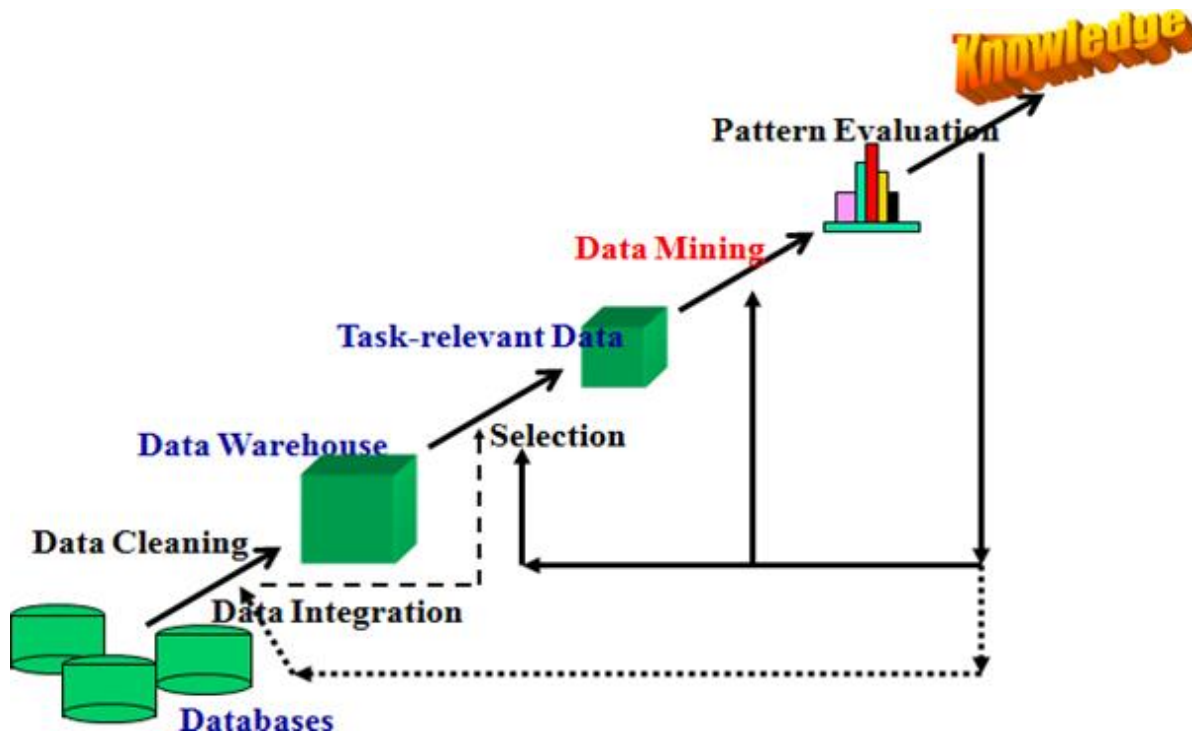 Knowledge
Pattern Evaluation
Data Mining
Task-relevant Data
Selection
Data Warehouse
Data Cleaning
Data Integration
Databases